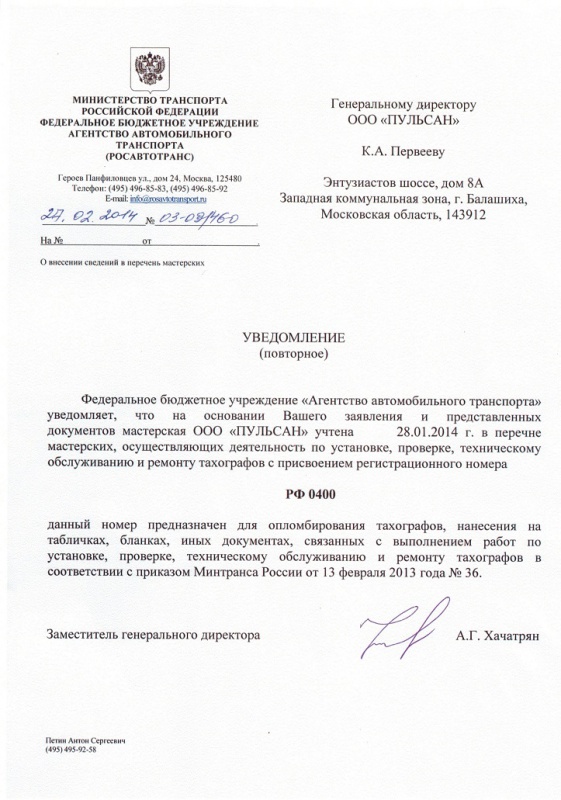 МИНИСТЕРСТВО ТРАНСПОРТА
РОССИЙСКОЙ ФЕДЕРАЦИИ
ФЕДЕРАЛЬНОЕ БЮДЖЕТНОЕ УЧРЕЖДЕНИЕ
АГЕНТСТВО АВТОМОБИЛЬНОГО
ТРАНСПОРТА
(РОСАВТОТРАНС)
Героев Панфиловцев ул., дом 24, Москва, 125480
Телефон: (495) 496-85-83, (495) 496-85-92
E-mail: info@rosavtotransport.ru
27.02.2014 № 03-08/460
На № от
О внесении сведений в перечень мастерских
Генеральному директору
ООО «ПУЛЬСАН»
К.А. Первееву
Энтузиастов шоссе, дом 8А
Западная коммунальная зона, г. Балашиха,
Московская область, 143912
УВЕДОМЛЕНИЕ
(повторное)
Федеральное бюджетное учреждение «Агентство автомобильного транспорта»
уведомляет, что на основании Вашего заявления и представленных
документов мастерская ООО «ПУЛЬСАН» учтена 28.01.2014 г. в перечне
мастерских, осуществляющих деятельность по установке, проверке, техническому
обслуживанию и ремонту тахографов с присвоением регистрационного номера
РФ 0400
данный номер предназначен для опломбирования тахографов, нанесения на
табличках, бланках, иных документах, связанных с выполнением работ по
установке, проверке, техническому обслуживанию и ремонту тахографов в
соответствии с приказом Минтранса России от 13 февраля 2013 года № 36.
Заместитель генерального директора А.Г. Хачатрян
Петин Антон Сергеевич
(495) 495-92-58